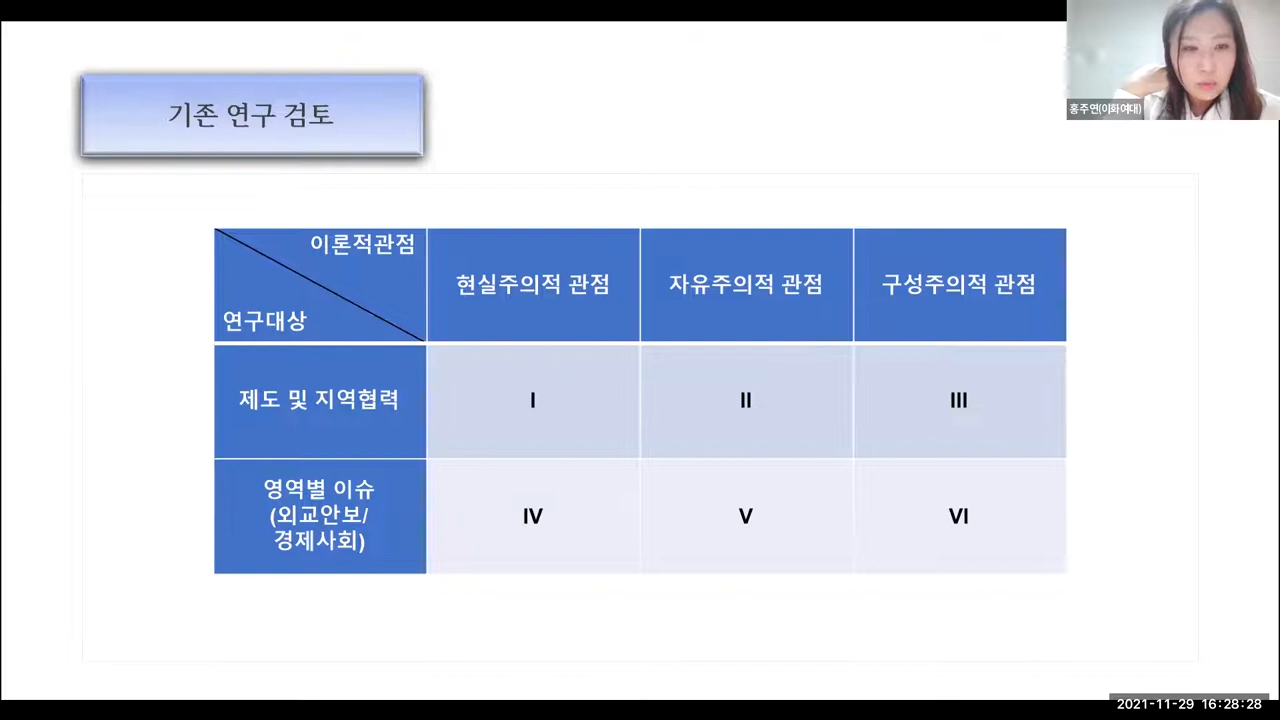 기존 연구 검토
홍주연(이화여대)
이론적관점
연구대상
현실주의적 관점
자유주의적 관점
구성주의적 관점
제도 및 지역협력
I
II
III
영역별 이슈
(외교안보/
경제사회)
IV
V
VI
2021-11-29 16:28:28